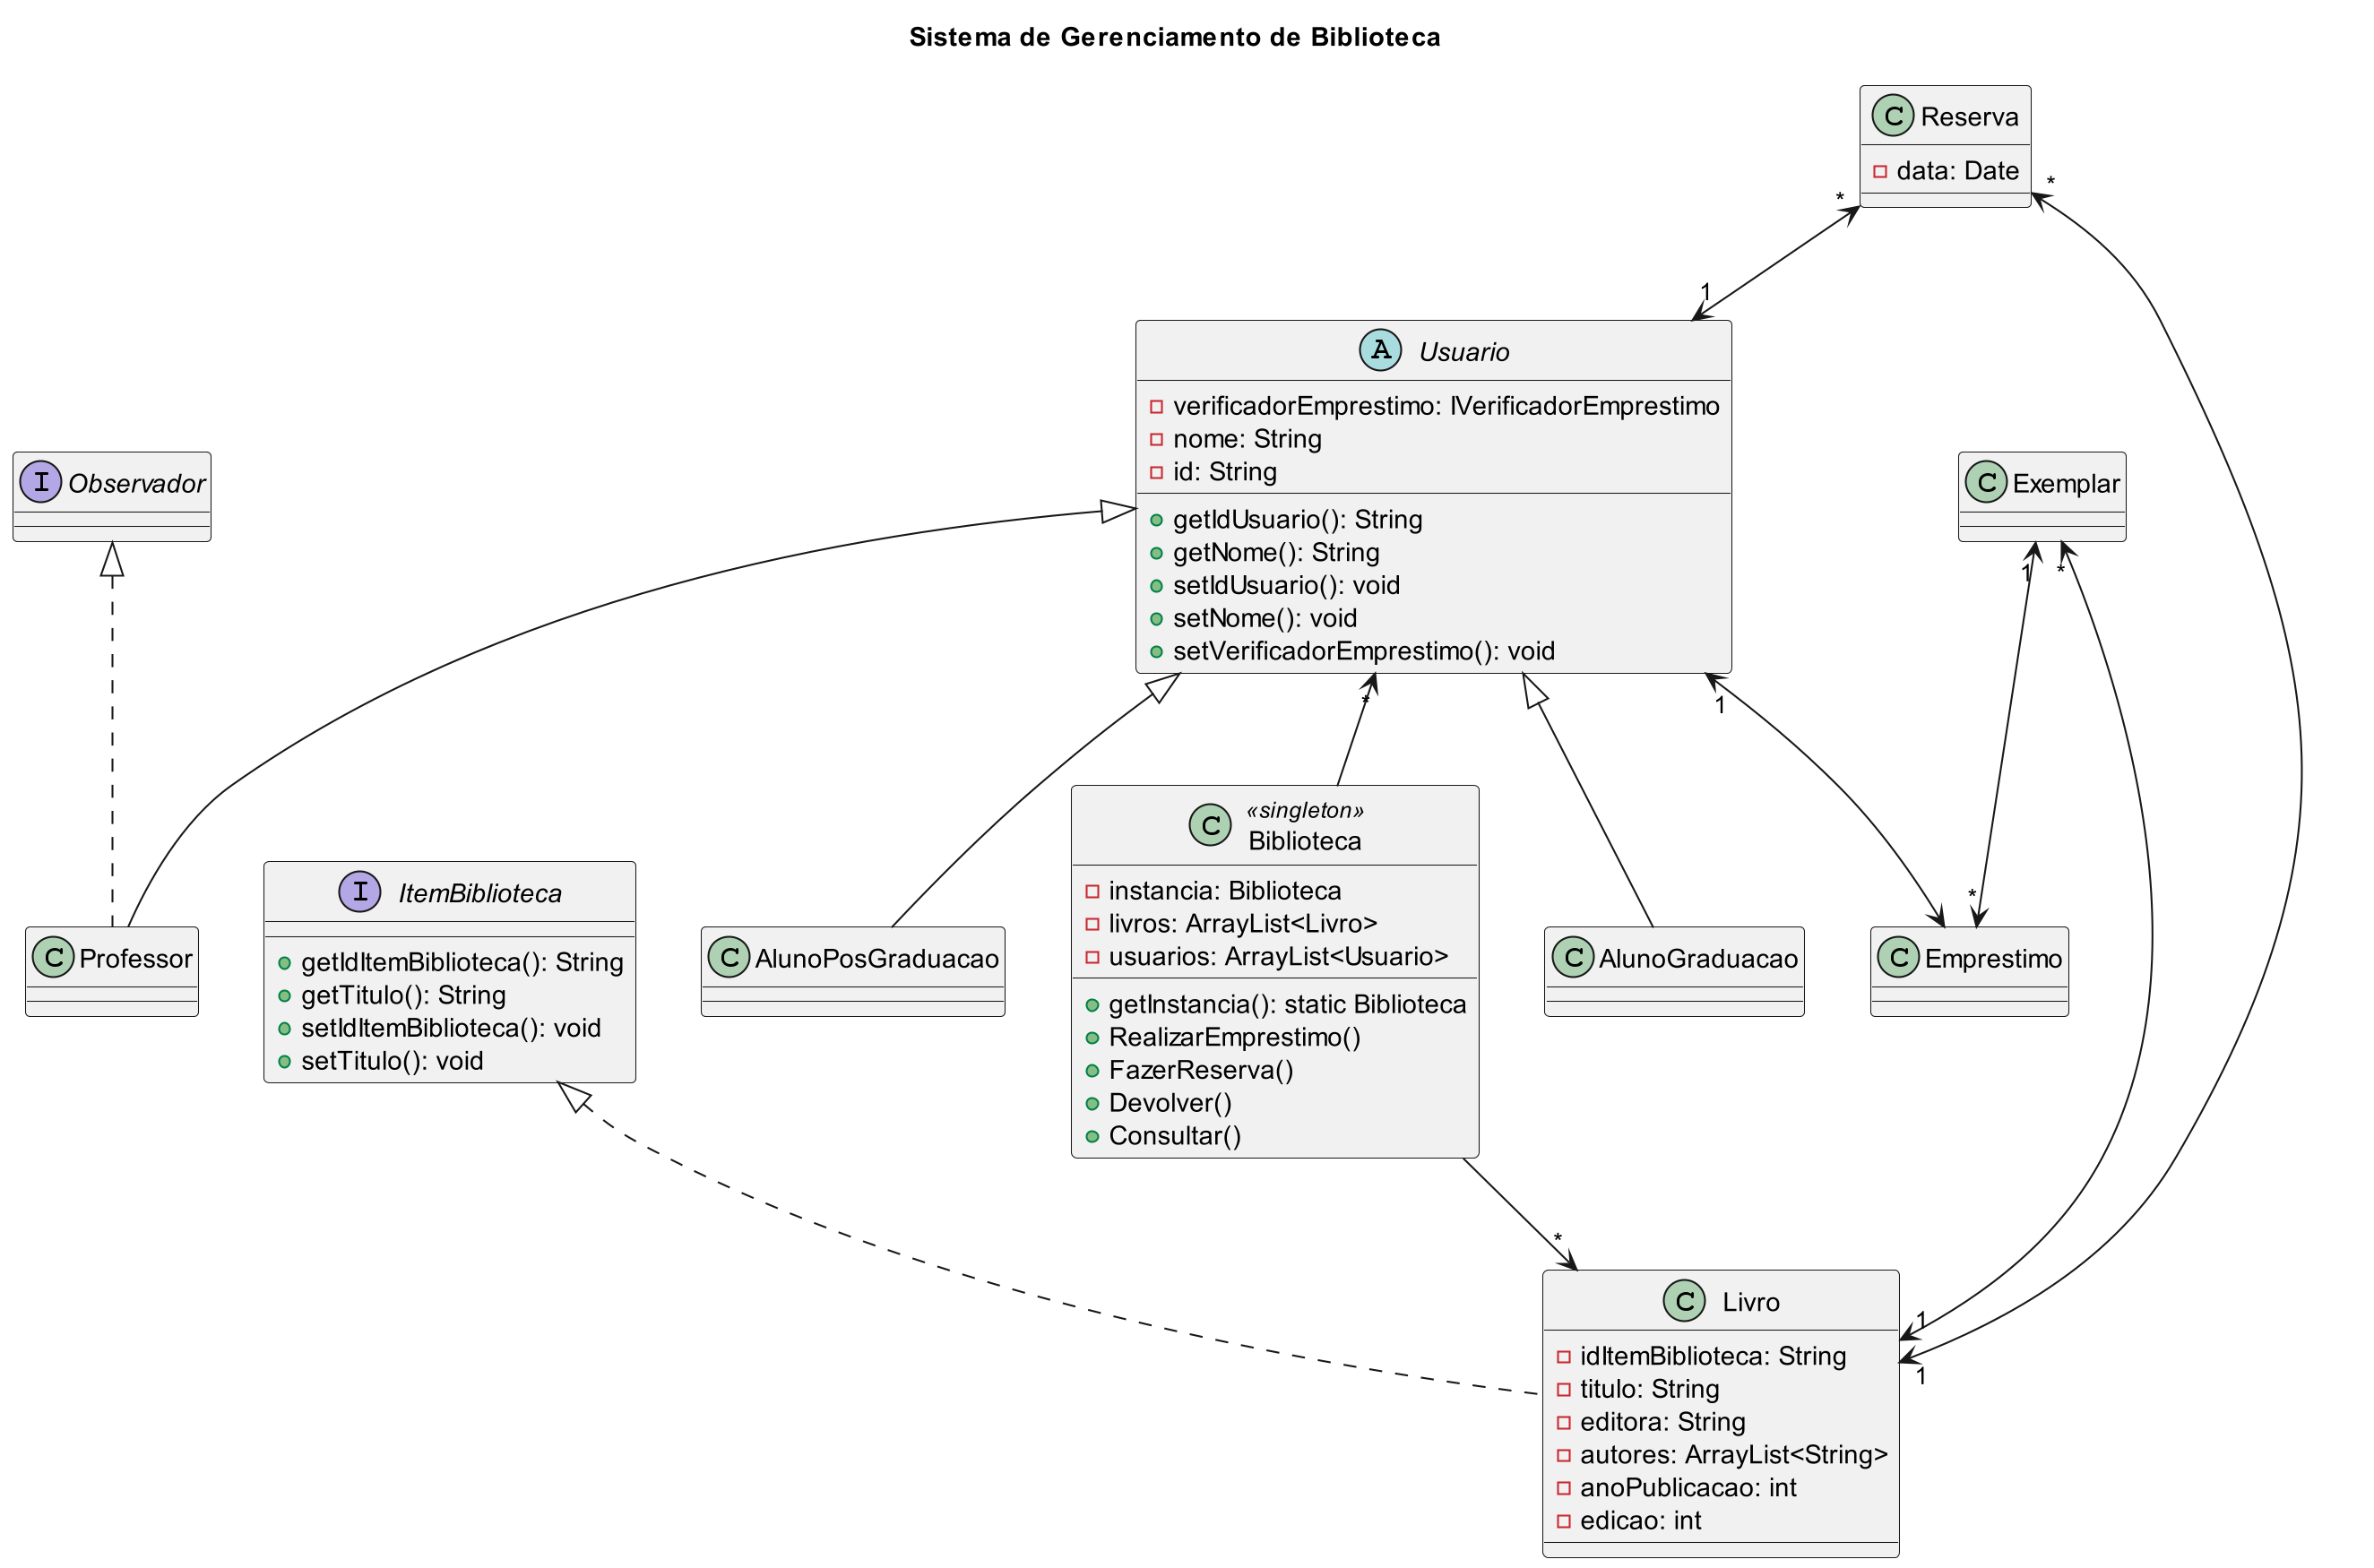 Sistema de Gerenciamento de Biblioteca
C Reserva
data: Date
*
*
1
A Usuario
verificadorEmprestimo: IVerificadorEmprestimo
nome: String
id: String
getIdUsuario(): String
getNome(): String
setIdUsuario(): void
setNome(): void
setVerificadorEmprestimo(): void
I Observador
C Exemplar
1
*
*
1
C Professor
I ItemBiblioteca
getIdItemBiblioteca(): String
getTitulo(): String
setIdItemBiblioteca(): void
setTitulo(): void
C AlunoPosGraduacao
«singleton»
C Biblioteca
instancia: Biblioteca
livros: ArrayList<Livro>
usuarios: ArrayList<Usuario>
getInstancia(): static Biblioteca
RealizarEmprestimo()
FazerReserva()
Devolver()
Consultar()
C AlunoGraduacao
*
C Emprestimo
*
1
1
C Livro
idItemBiblioteca: String
titulo: String
editora: String
autores: ArrayList<String>
anoPublicacao: int
edicao: int